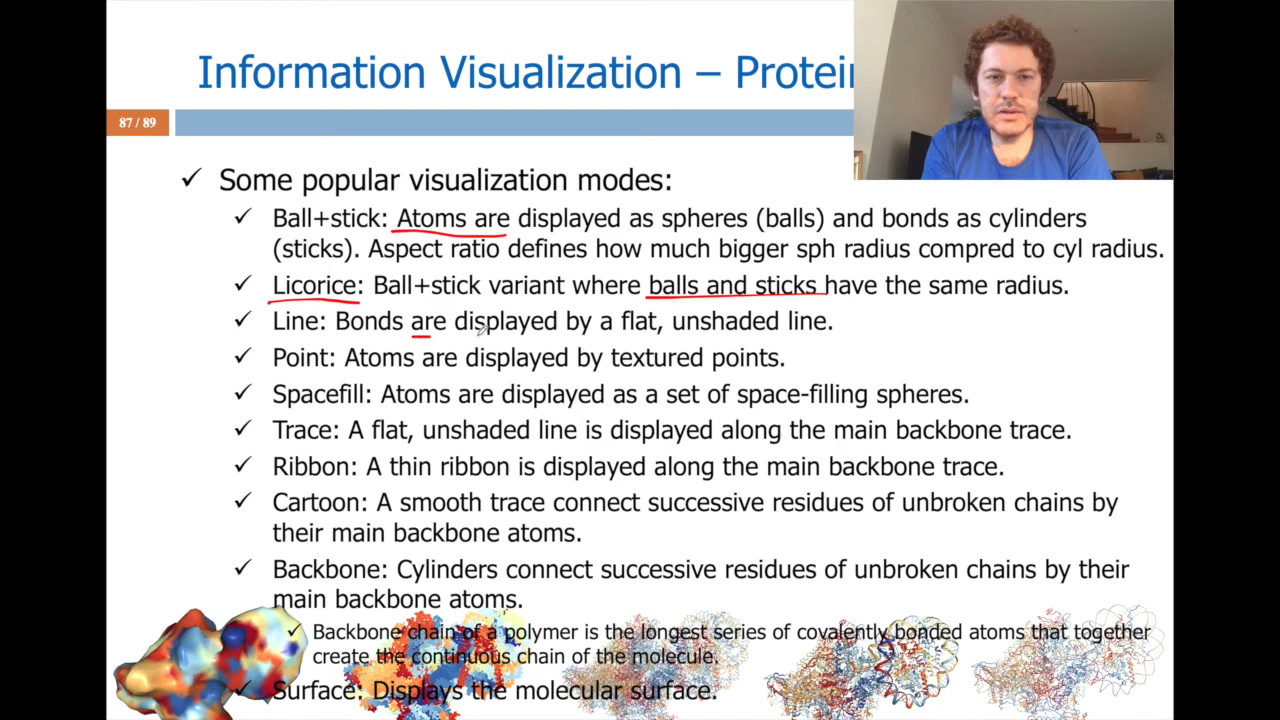 Information Visualization – Protein
87 / 89
✓ Some popular visualization modes:
✓ Ball+stick: Atoms are displayed as spheres (balls) and bonds as cylinders
(sticks). Aspect ratio defines how much bigger sph radius compred to cyl radius.
✓ Licorice: Ball+stick variant where balls and sticks have the same radius.
✓ Line: Bonds are displayed by a flat, unshaded line.
✓ Point: Atoms are displayed by textured points.
✓ Spacefill: Atoms are displayed as a set of space-filling spheres.
✓ Trace: A flat, unshaded line is displayed along the main backbone trace.
✓ Ribbon: A thin ribbon is displayed along the main backbone trace.
✓ Cartoon: A smooth trace connect successive residues of unbroken chains by
their main backbone atoms.
✓ Backbone: Cylinders connect successive residues of unbroken chains by their
main backbone atoms.
✓ Backbone chain of a polymer is the longest series of covalently bonded atoms that together
create the continuous chain of the molecule.
✓ Surface: Displays the molecular surface.